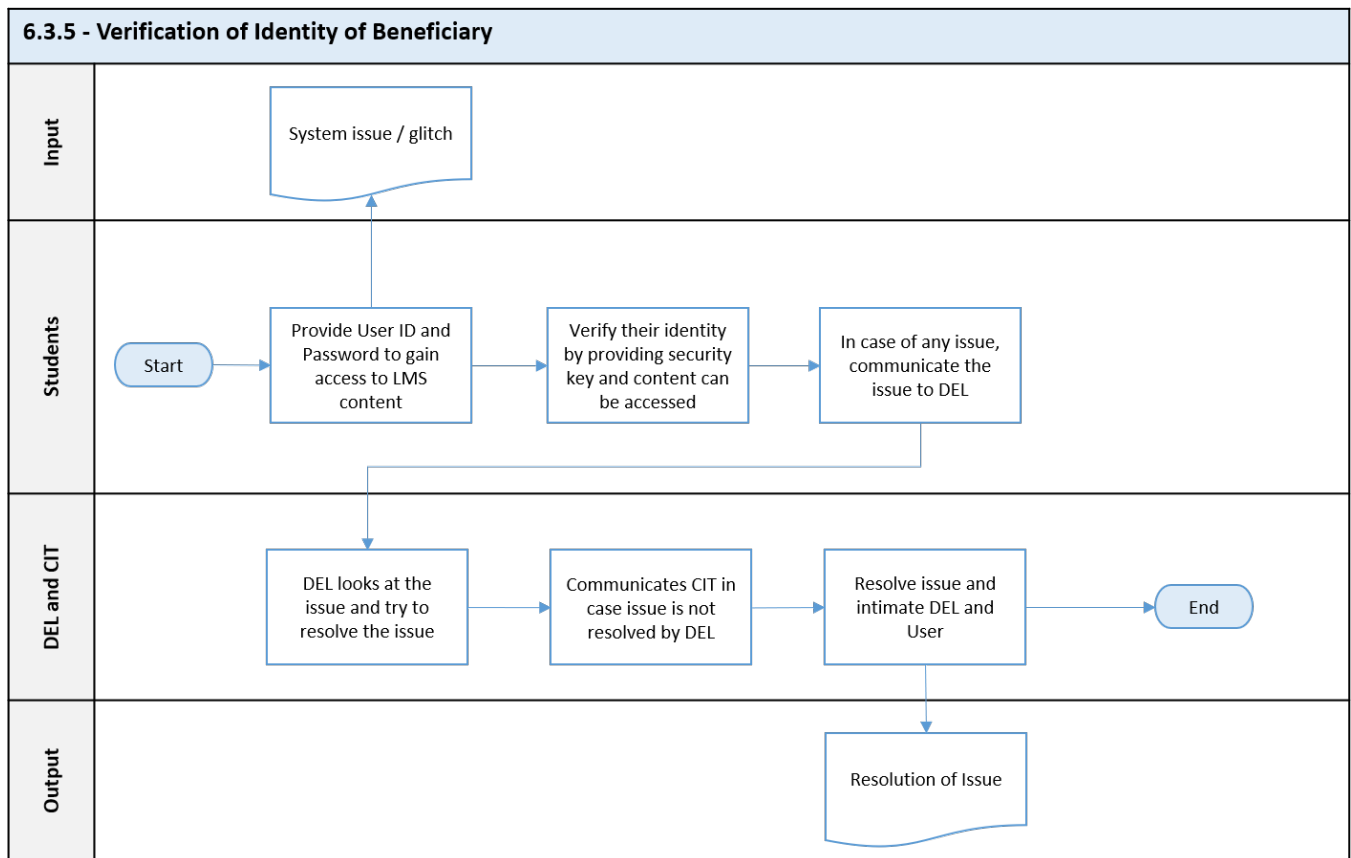 6.3.5 - Verification of Identity of Beneficiary
Input
System issue / glitch
Students
Start
Provide User ID and
Password to gain
access to LMS
content
Verify their identity
by providing security
key and content can
be accessed
In case of any issue,
communicate the
issue to DEL
DEL and CIT
DEL looks at the
issue and try to
resolve the issue
Communicates CIT in
case issue is not
resolved by DEL
Resolve issue and
intimate DEL and
User
End
Output
Resolution of Issue